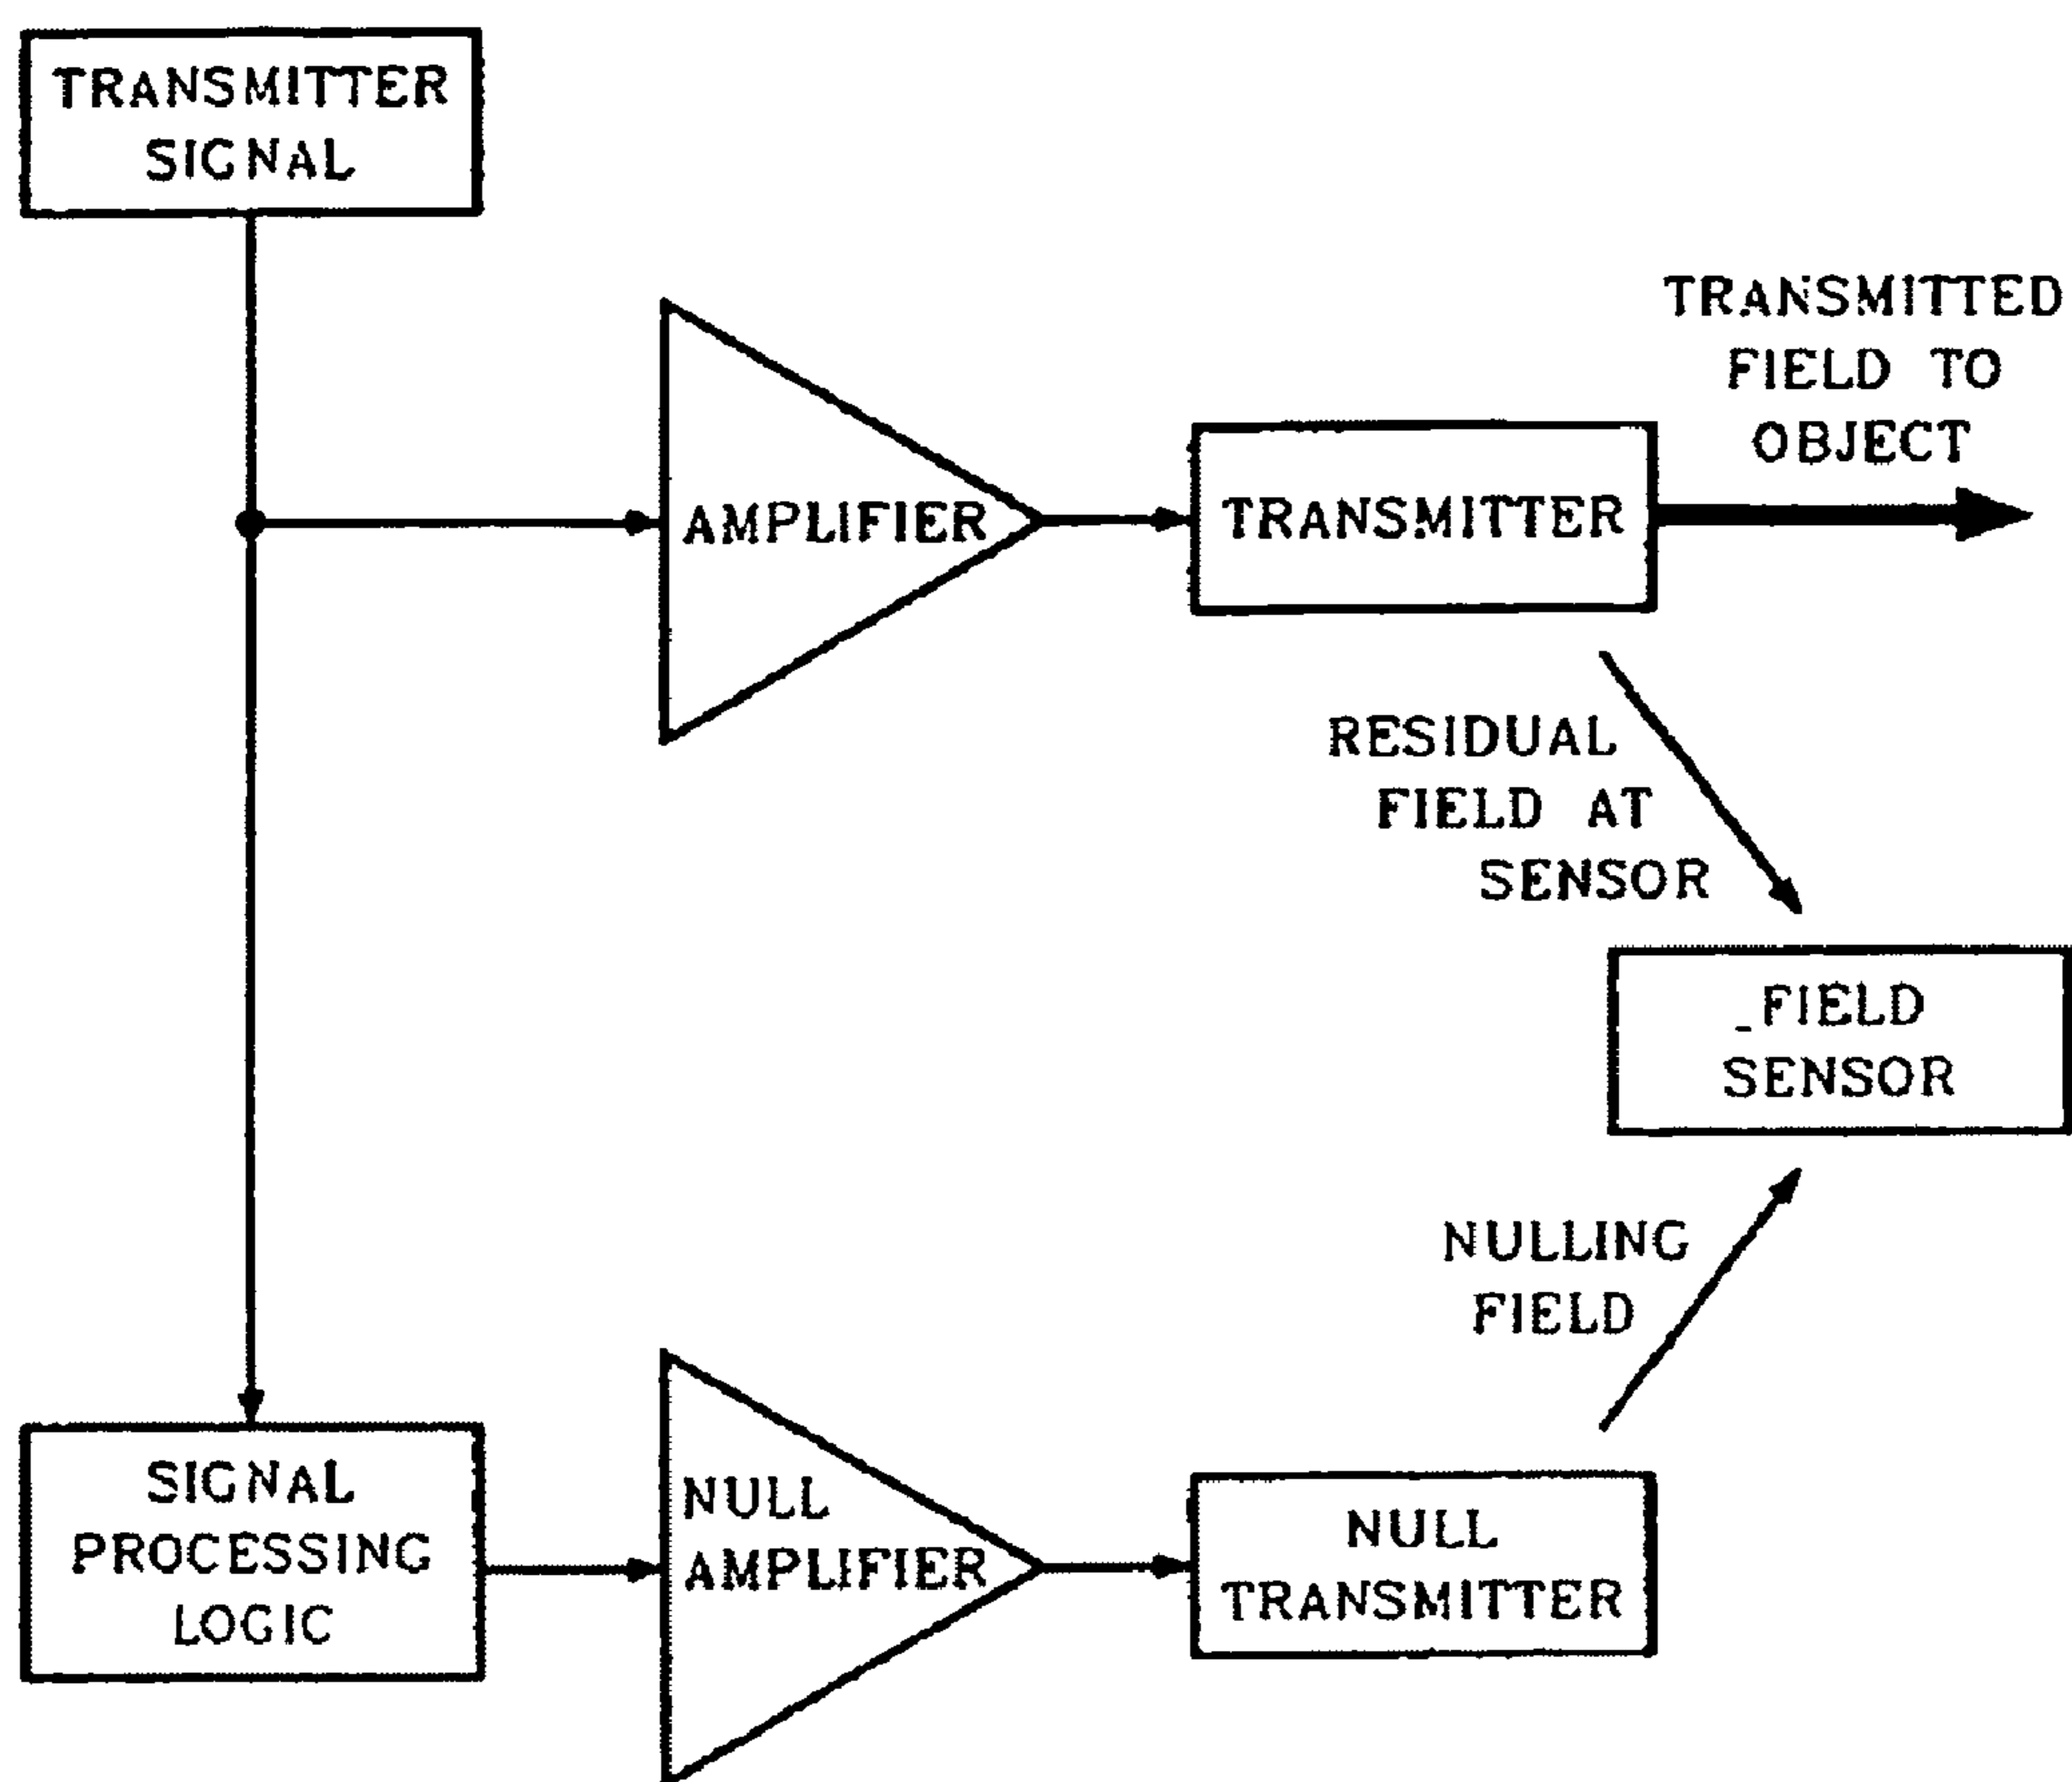 TRANSMITTER
SIGNAL
TRANSMITTED
FIELD TO
OBJECT
AMPLIFIER
TRANSMITTER
RESIDUAL
FIELD AT
SENSOR
FIELD
SENSOR
NULLING
FIELD
SIGNAL
PROCESSING
LOGIC
NULL
AMPLIFIER
NULL
TRANSMITTER